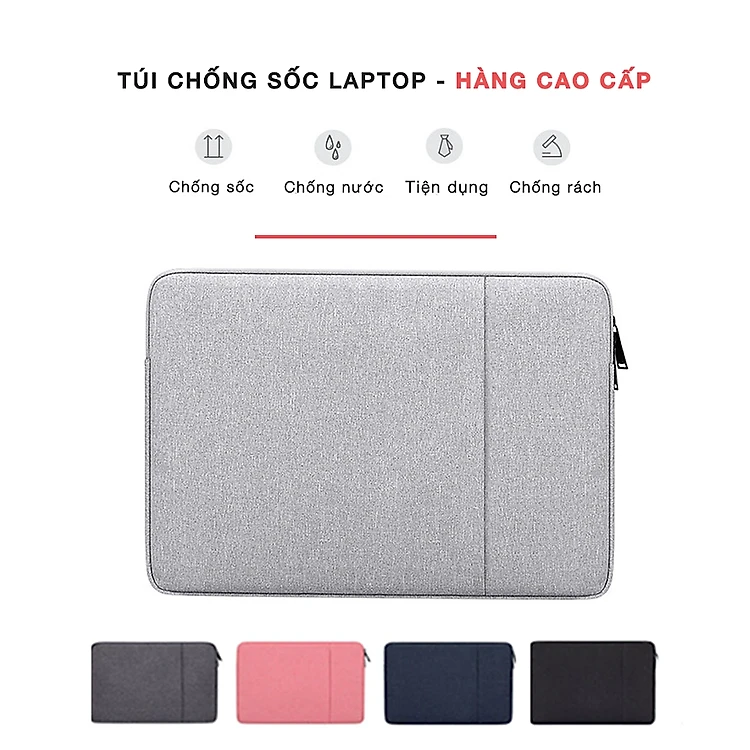 TÚI CHỐNG SỐC LAPTOP - HÀNG CAO CẤP
Chống sốc Chống nước Tiện dụng Chống rách